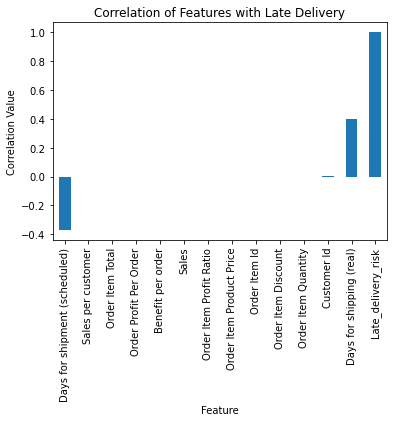 Correlation of Features with Late Delivery
Correlation Value
1.0
0.8
0.6
0.4
0.2
0.0
−0.2
−0.4
Days for shipment (scheduled)
Sales per customer
Order Item Total
Order Profit Per Order
Benefit per order
Sales
Order Item Profit Ratio
Order Item Product Price
Order Item Id
Order Item Discount
Order Item Quantity
Customer Id
Days for shipping (real)
Late_delivery_risk
Feature